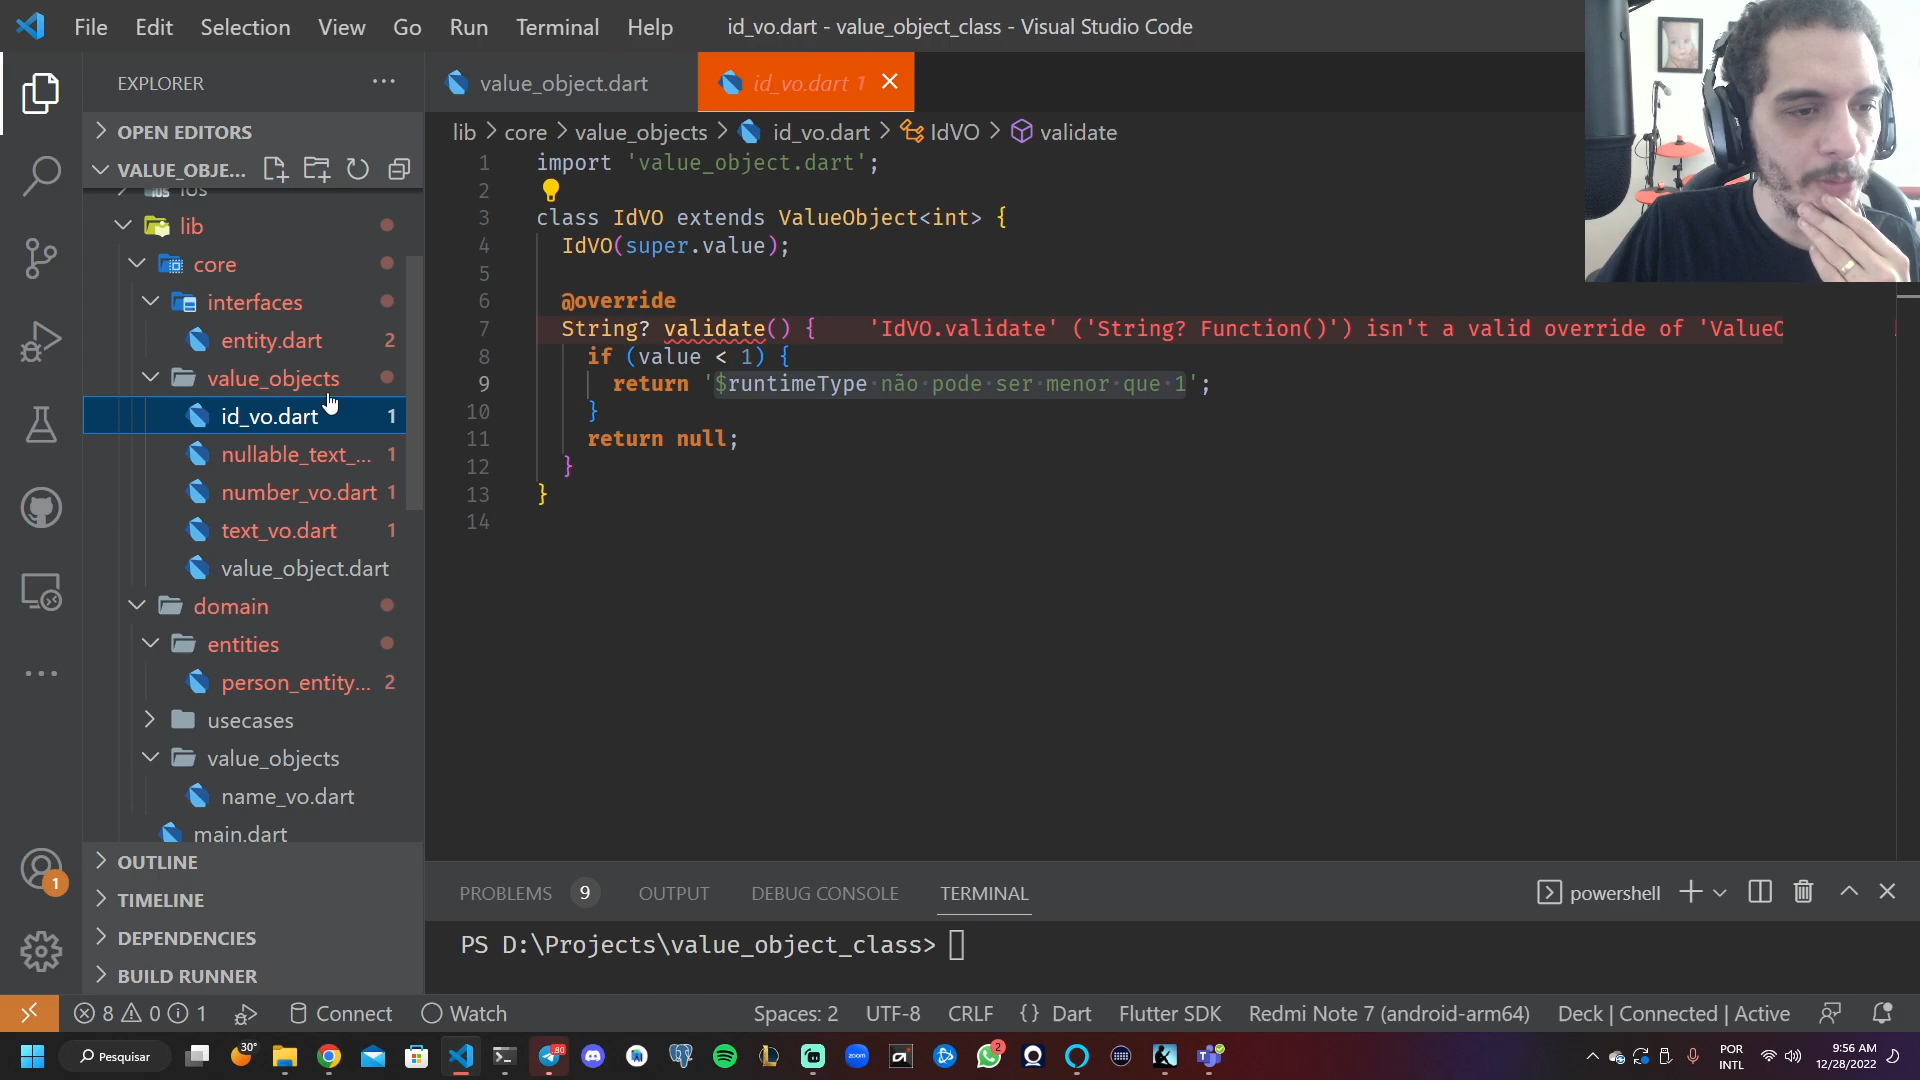 File Edit Selection View Go Run Terminal Help
id_vo.dart - value_object_class - Visual Studio Code
EXPLORER
value_object.dart
id_vo.dart 1
OPEN EDITORS
lib > core > value_objects > id_vo.dart > IdVO > validate
VALUE_OBJE...
ios
lib
core
interfaces
entity.dart 2
value_objects
id_vo.dart 1
nullable_text_... 1
number_vo.dart 1
text_vo.dart 1
value_object.dart
domain
entities
person_entity... 2
usecases
value_objects
name_vo.dart
main.dart
OUTLINE
TIMELINE
DEPENDENCIES
BUILD RUNNER
1 import 'value_object.dart';
2
3 class IdVO extends ValueObject<int> {
4 IdVO(super.value);
5
6 @override
7 String? validate() { 'IdVO.validate' ('String? Function()') isn't a valid override of 'ValueO
8 if (value < 1) {
9 return '$runtimeType não pode ser menor que 1';
10 }
11 return null;
12 }
13 }
14
PROBLEMS 9 OUTPUT DEBUG CONSOLE TERMINAL
powershell
PS D:\Projects\value_object_class>
1
8 0 1 Connect Watch
Spaces: 2 UTF-8 CRLF {} Dart Flutter SDK Redmi Note 7 (android-arm64) Deck | Connected | Active
30°
Pesquisar
80
zoom
2
POR
INTL
9:56 AM
12/28/2022